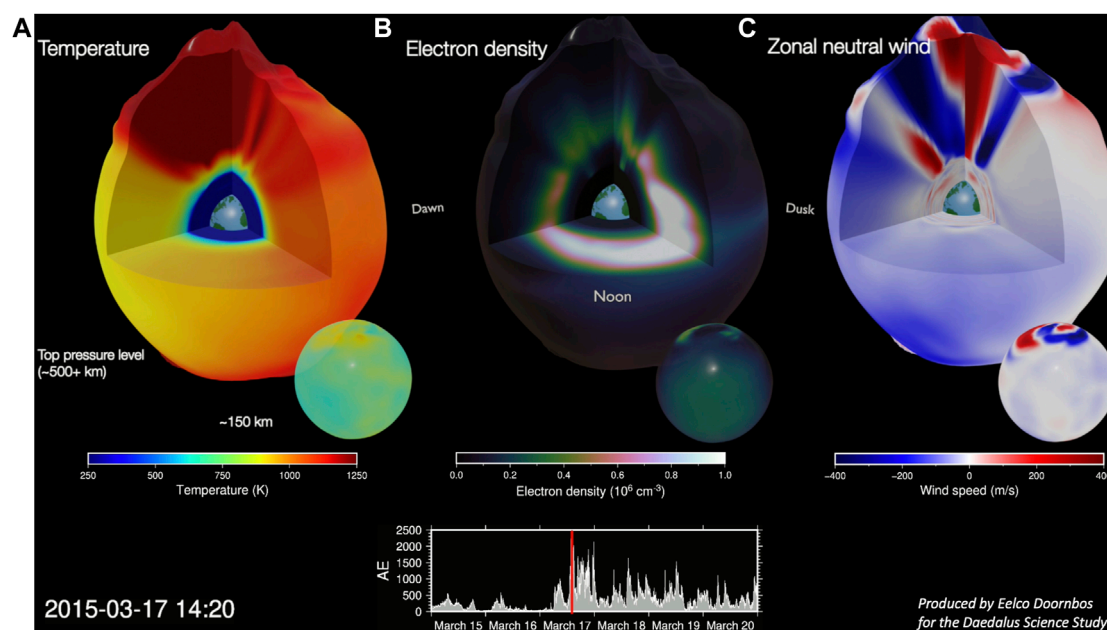 A
Temperature
B
Electron density
C
Zonal neutral wind
Dawn
Dusk
Noon
Top pressure level
(~500+ km)
~150 km
250 500 750 1000 1250
Temperature (K)
0.0 0.2 0.4 0.6 0.8 1.0
Electron density (10⁶ cm⁻³)
−400 −200 0 200 40
Wind speed (m/s)
2500
2000
1500
1000
500
0
AE
March 15 March 16 March 17 March 18 March 19 March 20
2015-03-17 14:20
Produced by Eelco Doornbos
for the Daedalus Science Study